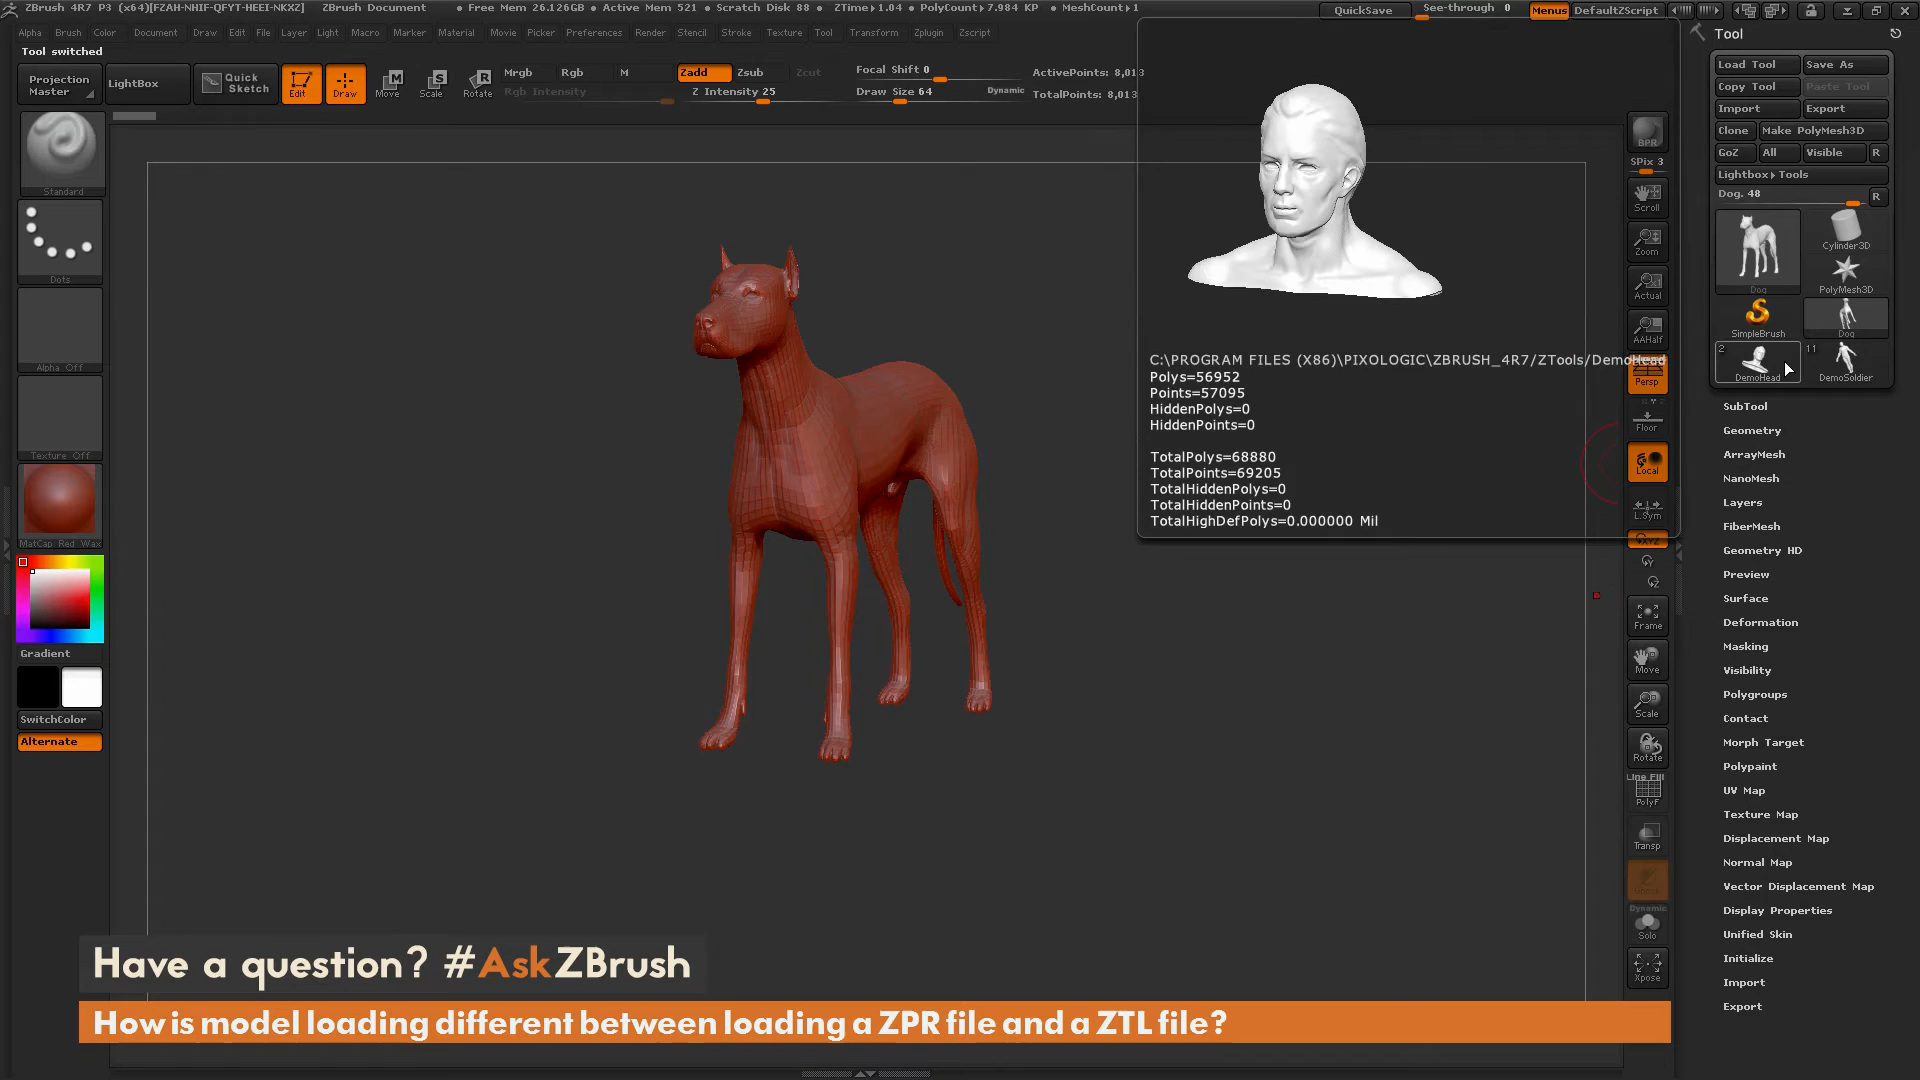 ZBrush 4R7 P3 (x64)[FZAH-NHIF-QFYT-HEEI-NKXZ] ZBrush Document • Free Mem 26.126GB • Active Mem 521 • Scratch Disk 88 • ZTime▸1.04 • PolyCount▸7.984 KP • MeshCount▸1 QuickSave See-through 0 Menus DefaultZScript
Alpha Brush Color Document Draw Edit File Layer Light Macro Marker Material Movie Picker Preferences Render Stencil Stroke Texture Tool Transform Zplugin Zscript
Tool switched
Projection Master
LightBox
Quick Sketch
Edit
Draw
Move
Scale
Rotate
Mrgb Rgb M
Rgb Intensity
Zadd Zsub Zcut
Z Intensity 25
Focal Shift 0
Draw Size 64
Dynamic
ActivePoints: 8,013
TotalPoints: 8,013
Standard
Dots
Alpha Off
Texture Off
MatCap Red Wax
Gradient
SwitchColor
Alternate
C:\PROGRAM FILES (X86)\PIXOLOGIC\ZBRUSH_4R7/ZTools/DemoHead
Polys=56952
Points=57095
HiddenPolys=0
HiddenPoints=0
TotalPolys=68880
TotalPoints=69205
TotalHiddenPolys=0
TotalHiddenPoints=0
TotalHighDefPolys=0.000000 Mil
BPR
SPix 3
Scroll
Zoom
Actual
AAHalf
Persp
Floor
Local
L.Sym
XYZ
Y
Z
Frame
Move
Scale
Rotate
Line Fill
PolyF
Transp
Ghost
Dynamic
Solo
Xpose
Tool
Load Tool Save As
Copy Tool Paste Tool
Import Export
Clone Make PolyMesh3D
GoZ All Visible R
Lightbox▸Tools
Dog. 48 R
Dog
Cylinder3D
PolyMesh3D
SimpleBrush
Dog
2 DemoHead
11 DemoSoldier
SubTool
Geometry
ArrayMesh
NanoMesh
Layers
FiberMesh
Geometry HD
Preview
Surface
Deformation
Masking
Visibility
Polygroups
Contact
Morph Target
Polypaint
UV Map
Texture Map
Displacement Map
Normal Map
Vector Displacement Map
Display Properties
Unified Skin
Initialize
Import
Export
Have a question? #AskZBrush
How is model loading different between loading a ZPR file and a ZTL file?